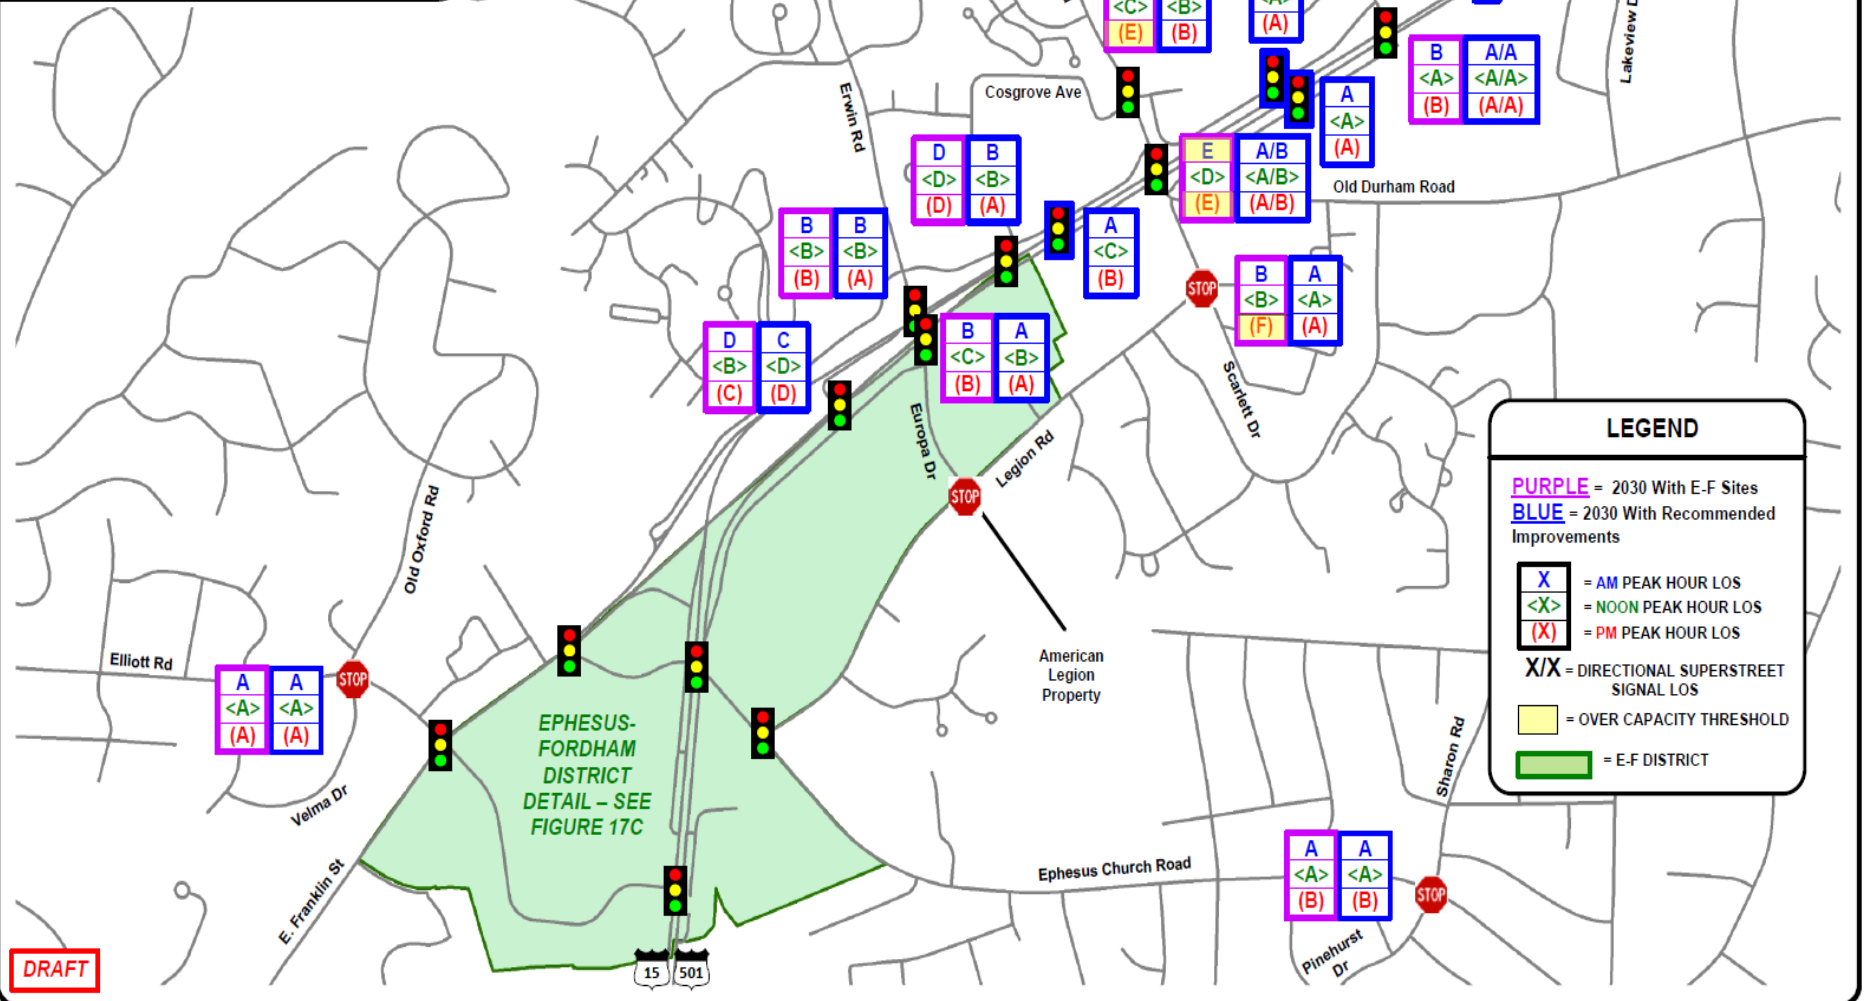 <C> <B> <A>
(E) (B) (A)
Lakeview D
B A/A
<A> <A/A>
(B) (A/A)
Erwin Rd
Cosgrove Ave
A
<A>
(A)
D B
<D> <B>
(D) (A)
E A/B
<D> <A/B>
(E) (A/B)
Old Durham Road
B B
<B> <B>
(B) (A)
A
<C>
(B)
STOP
B A
<B> <A>
(F) (A)
D C
<B> <D>
(C) (D)
B A
<C> <B>
(B) (A)
Scarlett Dr
Europa Dr
Legion Rd
STOP
Old Oxford Rd
American
Legion
Property
Elliott Rd
A A
<A> <A>
(A) (A)
STOP
Velma Dr
E. Franklin St
EPHESUS-
FORDHAM
DISTRICT
DETAIL – SEE
FIGURE 17C
Ephesus Church Road
A A
<A> <A>
(B) (B)
STOP
Sharon Rd
Pinehurst
Dr
15 501
DRAFT
LEGEND
PURPLE = 2030 With E-F Sites
BLUE = 2030 With Recommended
Improvements
X = AM PEAK HOUR LOS
<X> = NOON PEAK HOUR LOS
(X) = PM PEAK HOUR LOS
X/X = DIRECTIONAL SUPERSTREET
SIGNAL LOS
= OVER CAPACITY THRESHOLD
= E-F DISTRICT